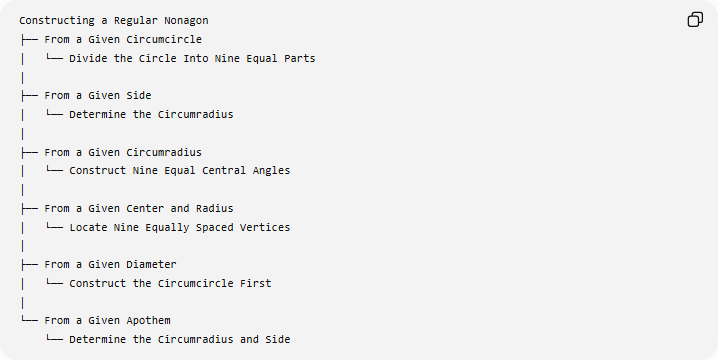 Constructing a Regular Nonagon
├── From a Given Circumcircle
│   └── Divide the Circle Into Nine Equal Parts
│
├── From a Given Side
│   └── Determine the Circumradius
│
├── From a Given Circumradius
│   └── Construct Nine Equal Central Angles
│
├── From a Given Center and Radius
│   └── Locate Nine Equally Spaced Vertices
│
├── From a Given Diameter
│   └── Construct the Circumcircle First
│
└── From a Given Apothem
    └── Determine the Circumradius and Side